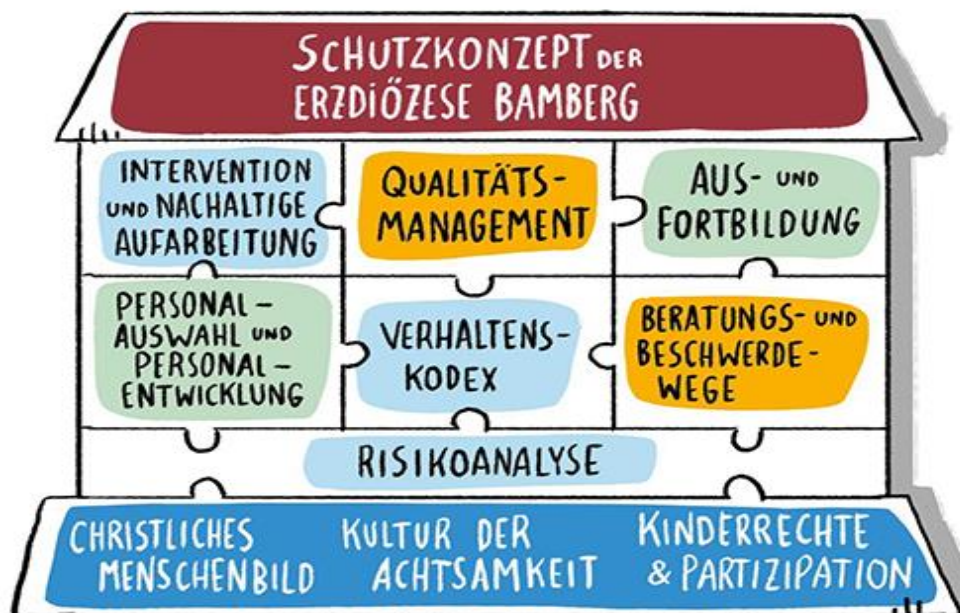 SCHUTZKONZEPT DER
ERZDIÖZESE BAMBERG
INTERVENTION
UND NACHALTIGE
AUFARBEITUNG
QUALITÄTS-
MANAGEMENT
AUS- UND
FORTBILDUNG
PERSONAL-
AUSWAHL UND
PERSONAL-
ENTWICKLUNG
VERHALTENS-
KODEX
BERATUNGS- UND
BESCHWERDE-
WEGE
RISIKOANALYSE
CHRISTLICHES
MENSCHENBILD
KULTUR DER
ACHTSAMKEIT
KINDERRECHTE
& PARTIZIPATION